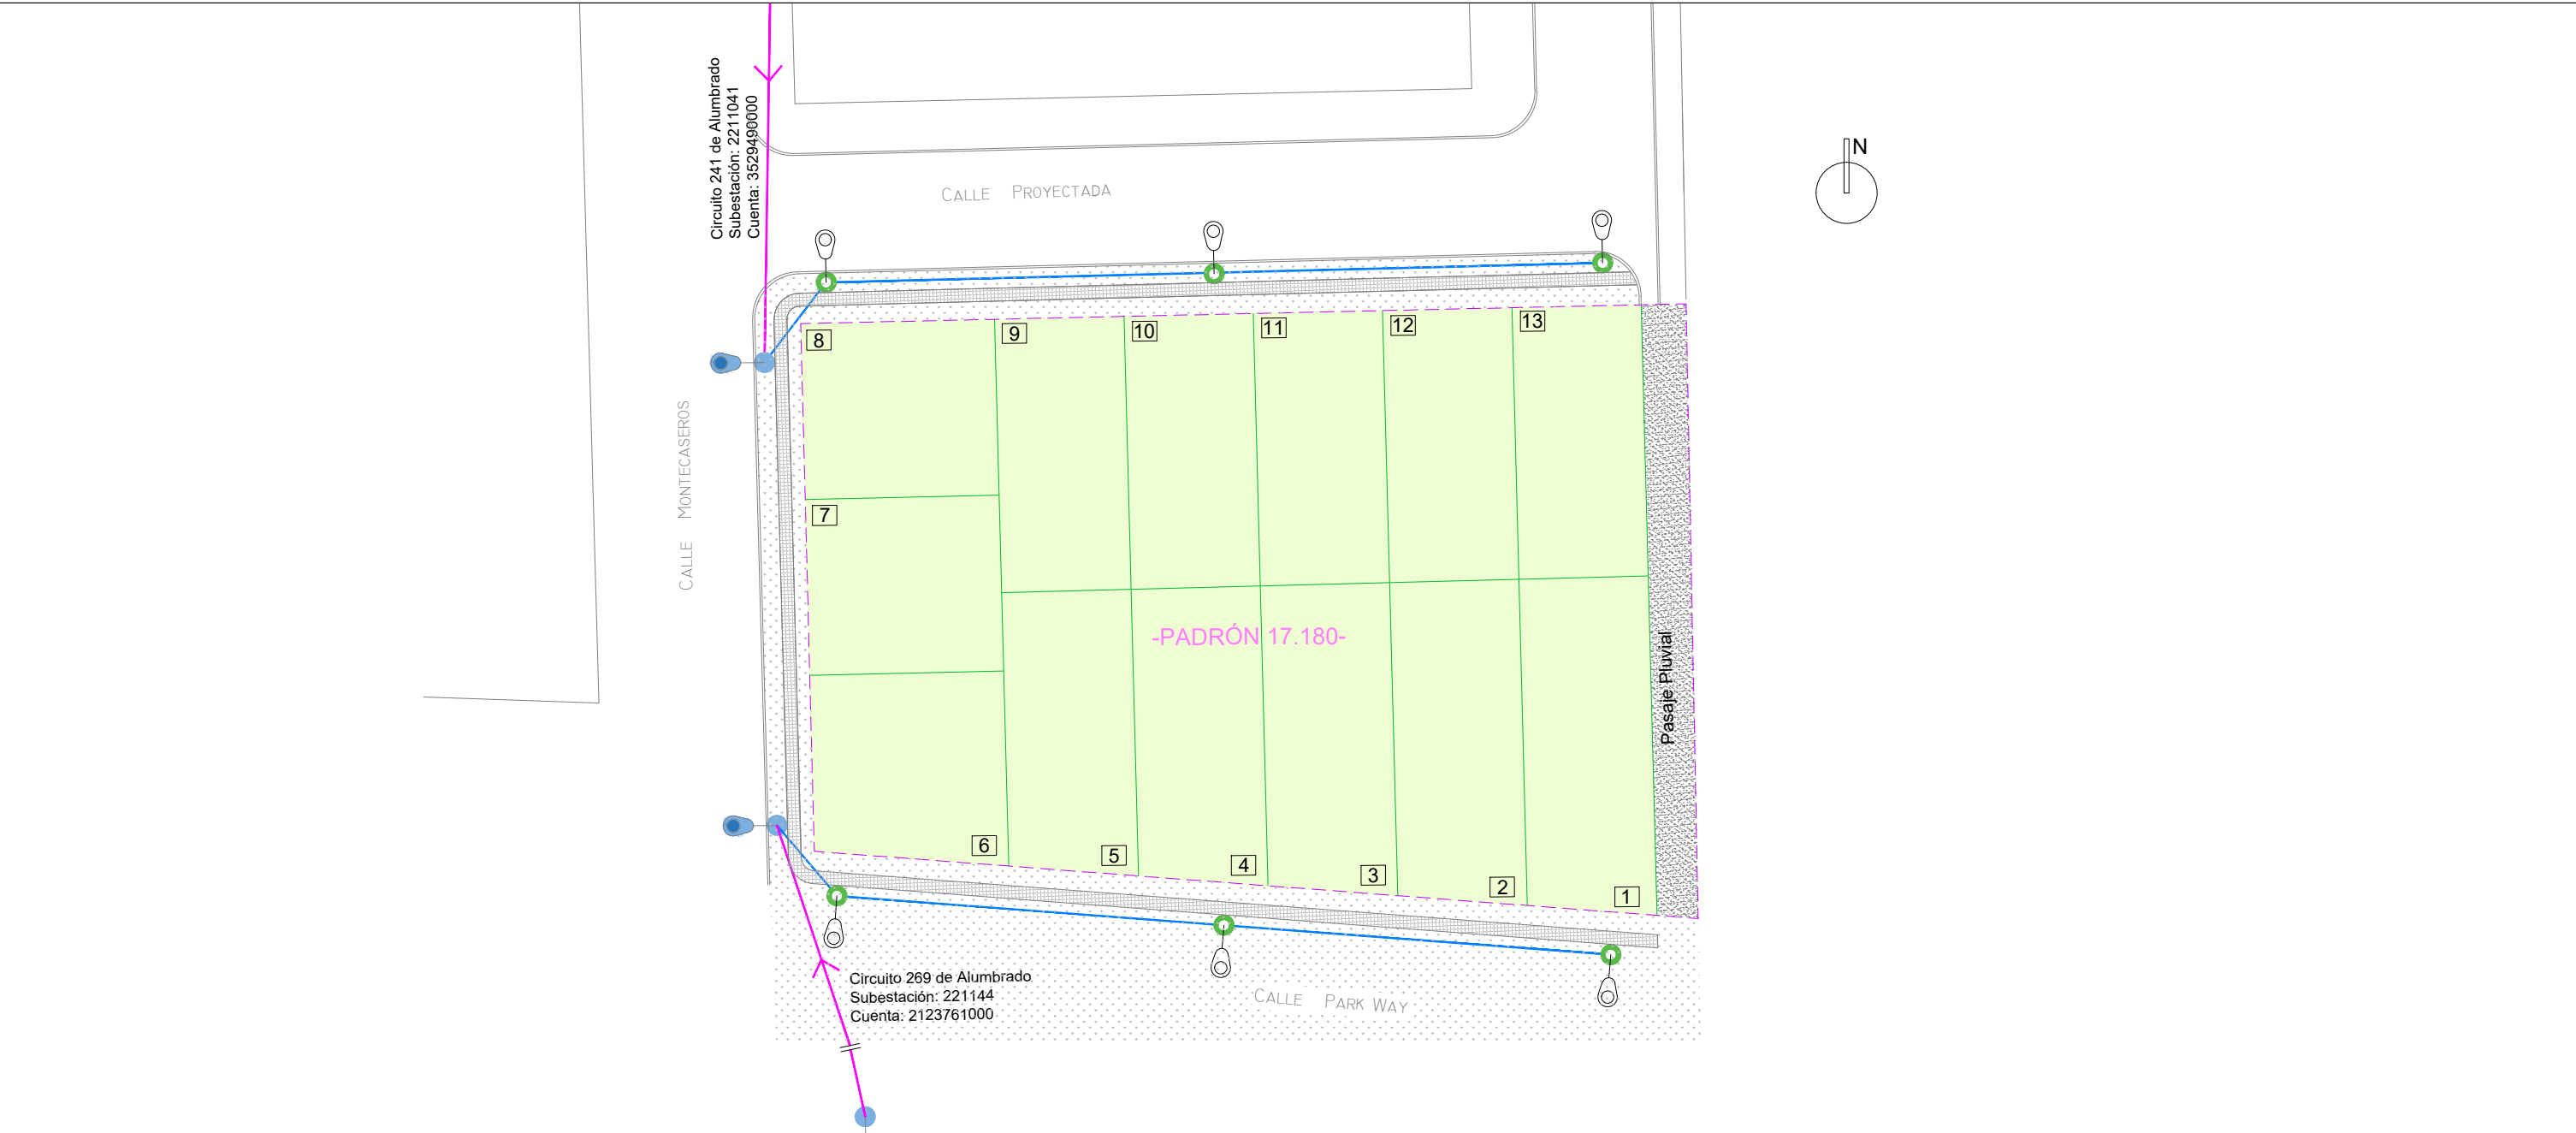 Circuito 241 de Alumbrado
Subestación: 2211041
Cuenta: 3529490000
CALLE PROYECTADA
N
8
9
10
11
12
13
7
CALLE MONTECASEROS
-PADRÓN 17.180-
Pasaje Pluvial
6
5
4
3
2
1
Circuito 269 de Alumbrado
Subestación: 221144
Cuenta: 2123761000
CALLE PARK WAY